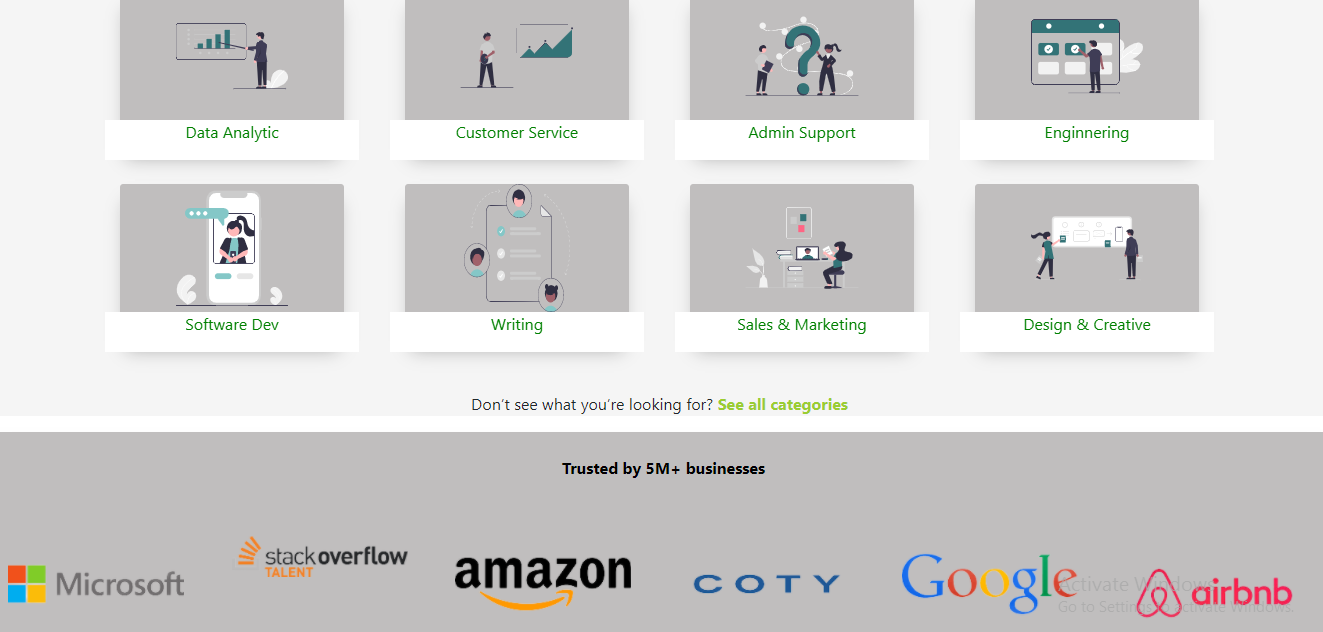 Data Analytic
Customer Service
Admin Support
Enginnering
Software Dev
Writing
Sales & Marketing
Design & Creative
Don't see what you're looking for? See all categories
Trusted by 5M+ businesses
Microsoft
stackoverflow
TALENT
amazon
COTY
Google
airbnb
Activate Windows
Go to Settings to activate Windows.